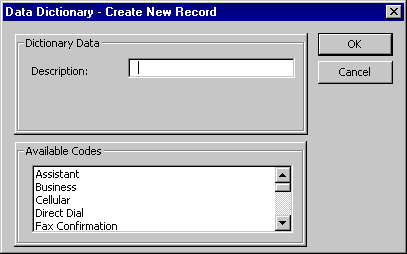 Data Dictionary - Create New Record
Dictionary Data
Description:
OK
Cancel
Available Codes
Assistant
Business
Cellular
Direct Dial
Fax Confirmation